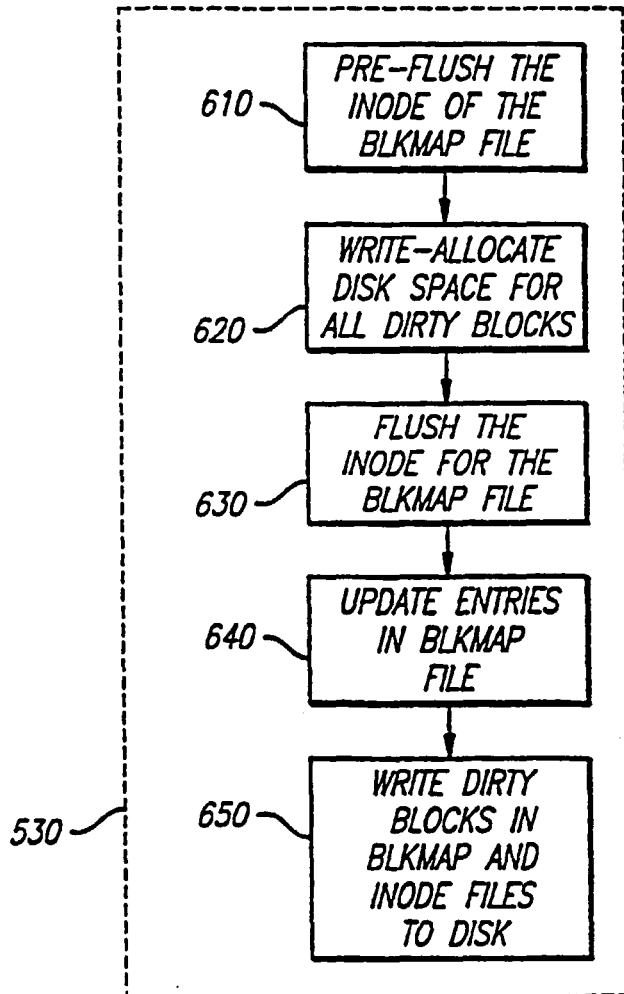 610
PRE-FLUSH THE
INODE OF THE
BLKMAP FILE
620
WRITE-ALLOCATE
DISK SPACE FOR
ALL DIRTY BLOCKS
630
FLUSH THE
INODE FOR THE
BLKMAP FILE
640
UPDATE ENTRIES
IN BLKMAP
FILE
530
650
WRITE DIRTY
BLOCKS IN
BLKMAP AND
INODE FILES
TO DISK